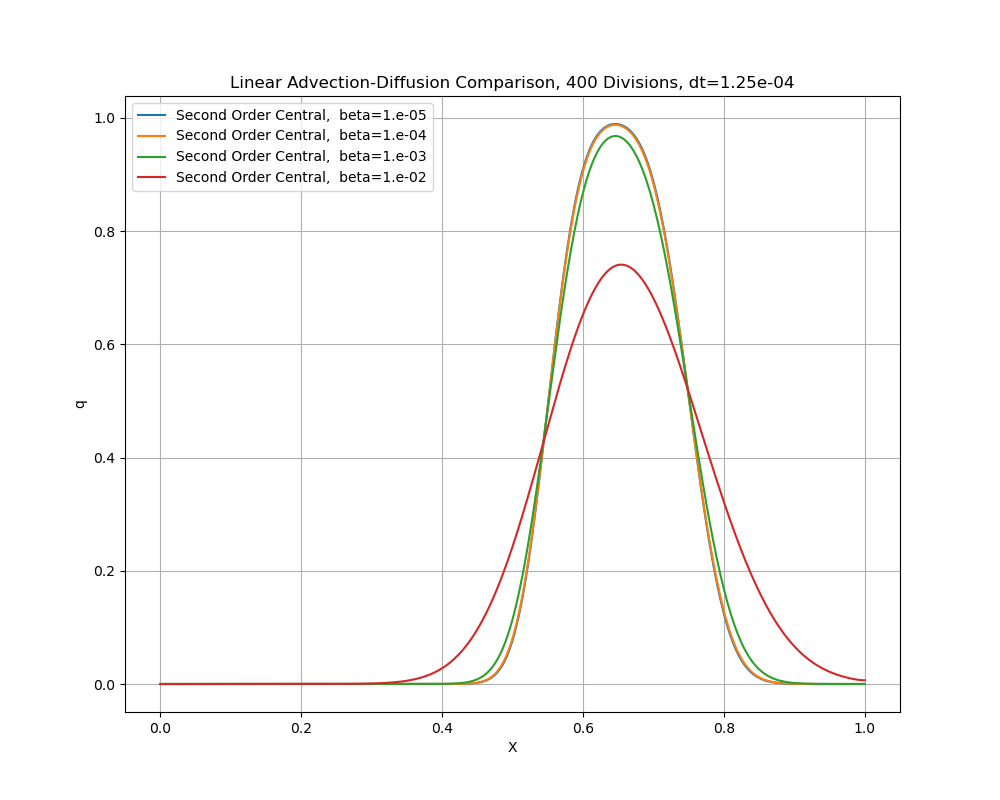 Linear Advection-Diffusion Comparison, 400 Divisions, dt=1.25e-04
Second Order Central,  beta=1.e-05
Second Order Central,  beta=1.e-04
Second Order Central,  beta=1.e-03
Second Order Central,  beta=1.e-02
1.0
0.8
0.6
0.4
0.2
0.0
q
0.0 0.2 0.4 0.6 0.8 1.0
X